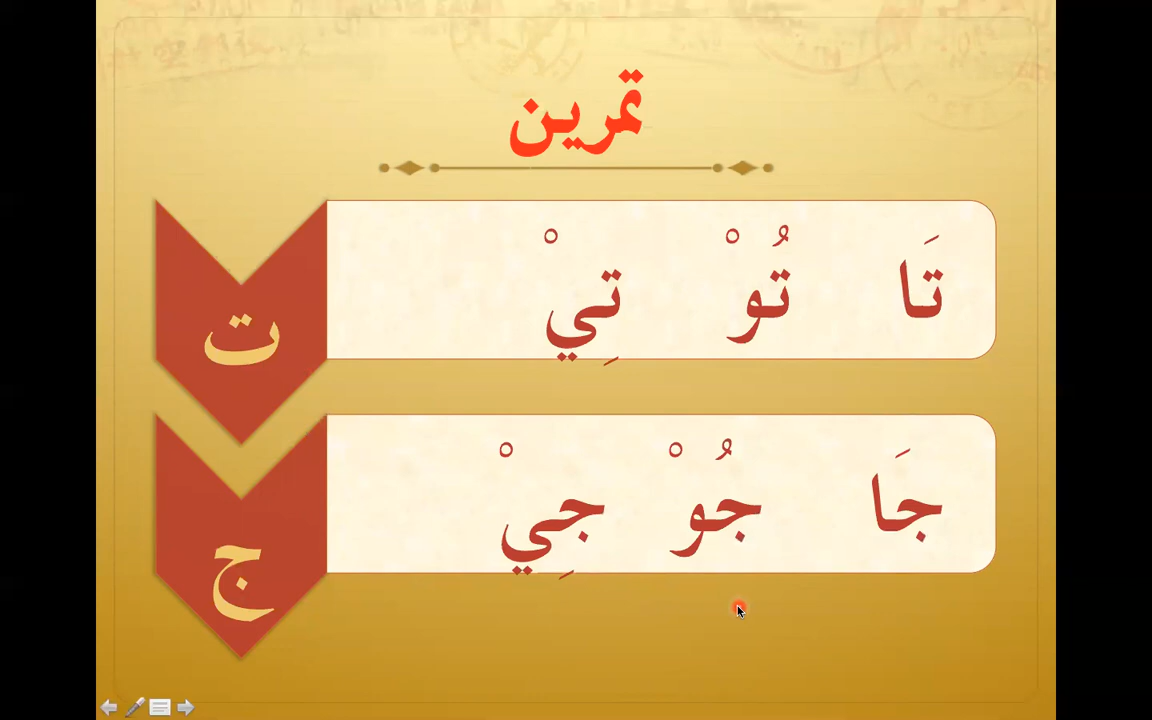 تمرين
تَا تُوْ تِيْ
ت
جَا جُوْ جِيْ
ج